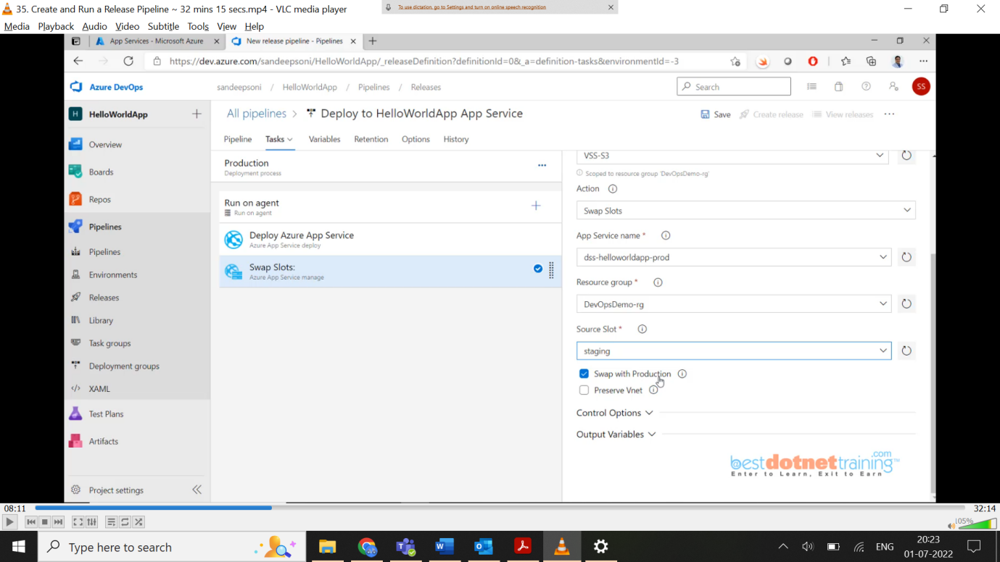 35. Create and Run a Release Pipeline ~ 32 mins 15 secs.mp4 - VLC media player
To use dictation, go to Settings and turn on online speech recognition
Media Playback Audio Video Subtitle Tools View Help
App Services - Microsoft Azure
New release pipeline - Pipelines
https://dev.azure.com/sandeepsoni/HelloWorldApp/_releaseDefinition?definitionId=0&_a=definition-tasks&environmentId=-3
Azure DevOps
sandeepsoni / HelloWorldApp / Pipelines / Releases
Search
SS
H HelloWorldApp
All pipelines > Deploy to HelloWorldApp App Service
Save Create release View releases ...
Pipeline Tasks Variables Retention Options History
Overview
Boards
Repos
Pipelines
Pipelines
Environments
Releases
Library
Task groups
Deployment groups
XAML
Test Plans
Artifacts
Project settings
Production
Deployment process
Run on agent
Run on agent
Deploy Azure App Service
Azure App Service deploy
Swap Slots:
Azure App Service manage
VSS-S3
Scoped to resource group 'DevOpsDemo-rg'
Action
Swap Slots
App Service name *
dss-helloworldapp-prod
Resource group *
DevOpsDemo-rg
Source Slot *
staging
Swap with Production
Preserve Vnet
Control Options
Output Variables
bestdotnettraining.com™
Enter to Learn, Exit to Earn
08:11
32:14
105%
Type here to search
ENG
20:23
01-07-2022